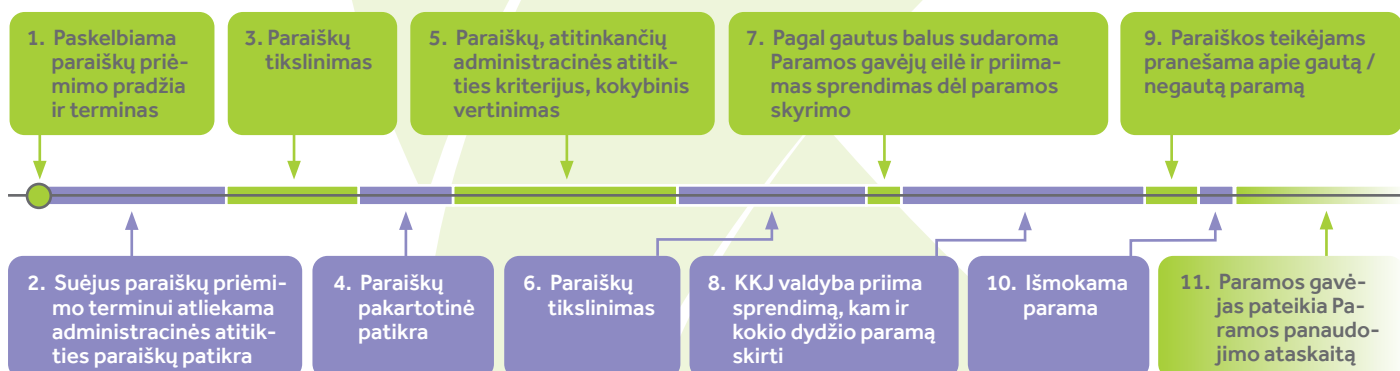 1. Paskelbiama
paraiškų priė-
mimo pradžia
ir terminas
3. Paraiškų
tikslinimas
5. Paraiškų, atitinkančių
administracinės atitik-
ties kriterijus, kokybinis
vertinimas
7. Pagal gautus balus sudaroma
Paramos gavėjų eilė ir priima-
mas sprendimas dėl paramos
skyrimo
9. Paraiškos teikėjams
pranešama apie gautą /
negautą paramą
2. Suėjus paraiškų priėmi-
mo terminui atliekama
administracinės atitik-
ties paraiškų patikra
4. Paraiškų
pakartotinė
patikra
6. Paraiškų
tikslinimas
8. KKJ valdyba priima
sprendimą, kam ir
kokio dydžio paramą
skirti
10. Išmokama
parama
11. Paramos gavė-
jas pateikia Pa-
ramos panaudo-
jimo ataskaitą